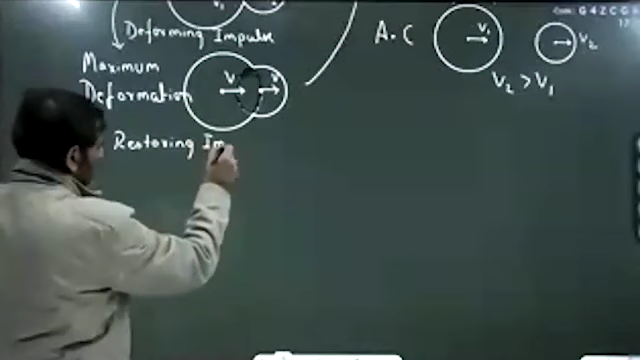 Deforming Impulse
Maximum
Deformation
V
V
Restoring Im
A.C
V₁
V₂
V₂ > V₁